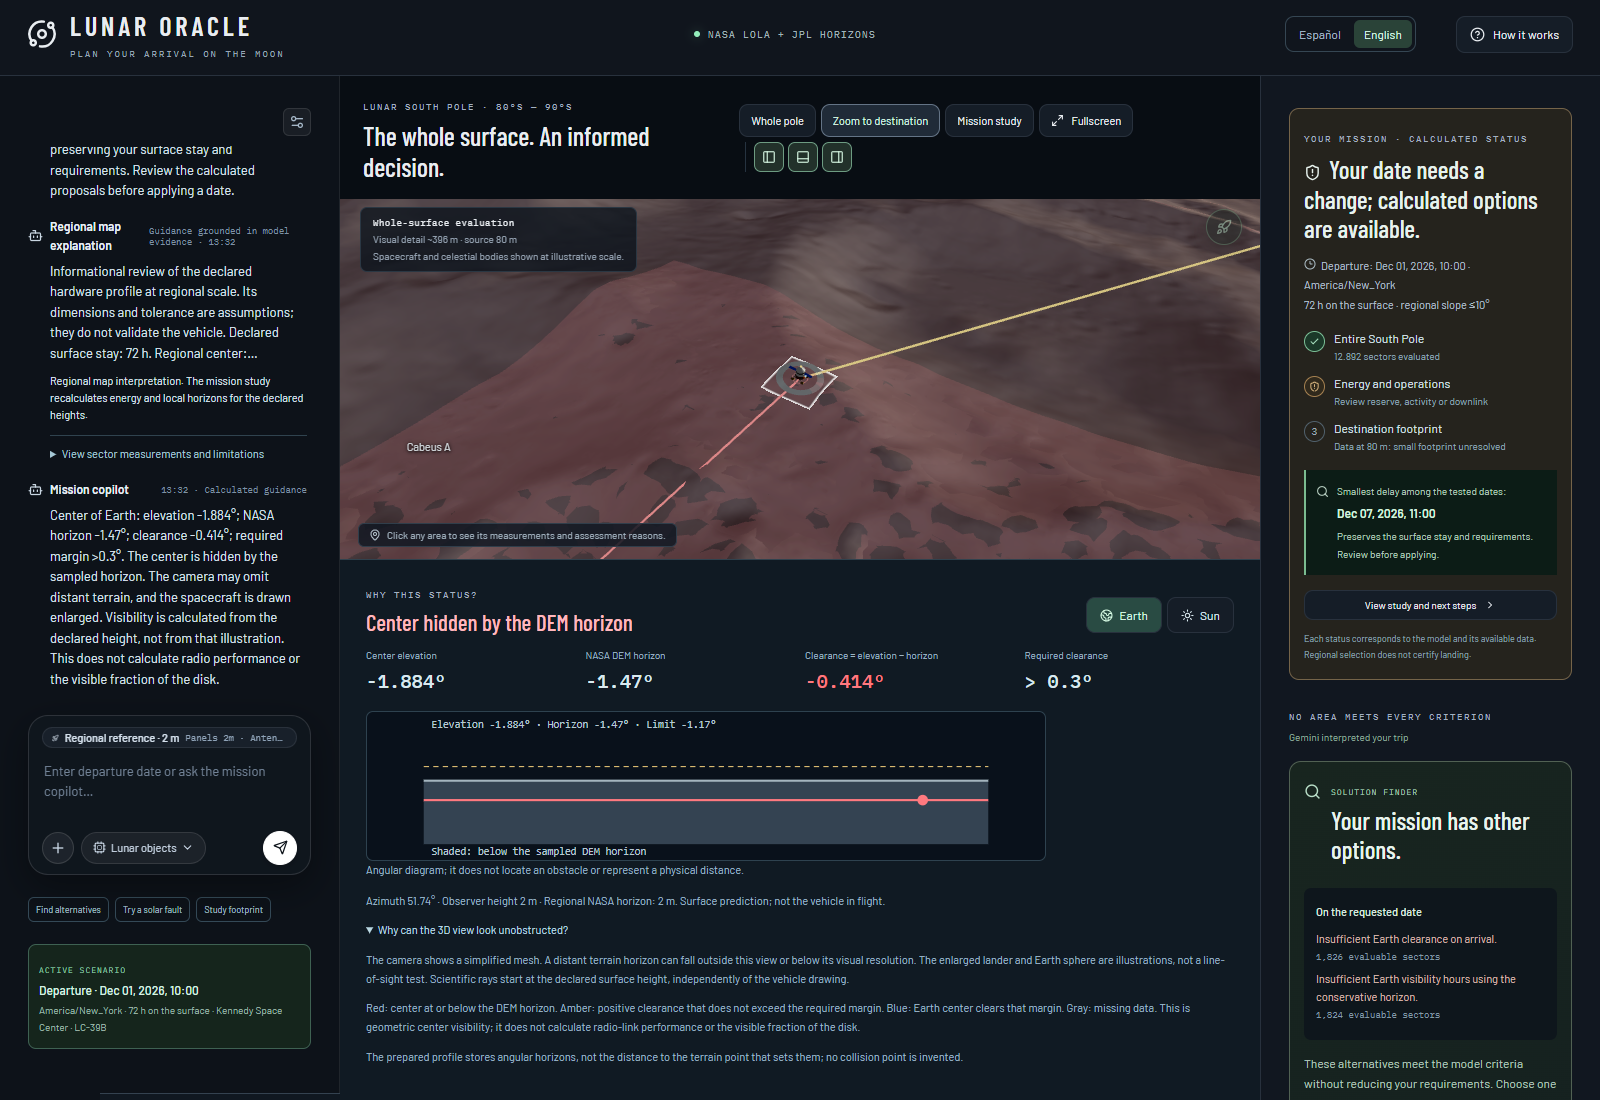 LUNAR ORACLE
PLAN YOUR ARRIVAL ON THE MOON
NASA LOLA + JPL HORIZONS
Español
English
How it works
preserving your surface stay and
requirements. Review the calculated
proposals before applying a date.
Regional map
explanation
Guidance grounded in model
evidence · 13:32
Informational review of the declared
hardware profile at regional scale. Its
dimensions and tolerance are assumptions;
they do not validate the vehicle. Declared
surface stay: 72 h. Regional center:...
Regional map interpretation. The mission study
recalculates energy and local horizons for the declared
heights.
View sector measurements and limitations
Mission copilot
13:32 · Calculated guidance
Center of Earth: elevation -1.884°; NASA
horizon -1.47°; clearance -0.414°; required
margin >0.3°. The center is hidden by the
sampled horizon. The camera may omit
distant terrain, and the spacecraft is drawn
enlarged. Visibility is calculated from the
declared height, not from that illustration.
This does not calculate radio performance or
the visible fraction of the disk.
Regional reference · 2 m Panels 2m · Anten…
Enter departure date or ask the mission
copilot...
Lunar objects
Find alternatives
Try a solar fault
Study footprint
ACTIVE SCENARIO
Departure · Dec 01, 2026, 10:00
America/New_York · 72 h on the surface · Kennedy Space
Center · LC-39B
LUNAR SOUTH POLE · 80°S — 90°S
The whole surface. An informed
decision.
Whole pole
Zoom to destination
Mission study
Fullscreen
Whole-surface evaluation
Visual detail ~396 m · source 80 m
Spacecraft and celestial bodies shown at illustrative scale.
Cabeus A
Click any area to see its measurements and assessment reasons.
WHY THIS STATUS?
Center hidden by the DEM horizon
Earth
Sun
Center elevation
-1.884°
NASA DEM horizon
-1.47°
Clearance = elevation − horizon
-0.414°
Required clearance
> 0.3°
Elevation -1.884° · Horizon -1.47° · Limit -1.17°
Shaded: below the sampled DEM horizon
Angular diagram; it does not locate an obstacle or represent a physical distance.
Azimuth 51.74° · Observer height 2 m · Regional NASA horizon: 2 m. Surface prediction; not the vehicle in flight.
Why can the 3D view look unobstructed?
The camera shows a simplified mesh. A distant terrain horizon can fall outside this view or below its visual resolution. The enlarged lander and Earth sphere are illustrations, not a line-
of-sight test. Scientific rays start at the declared surface height, independently of the vehicle drawing.
Red: center at or below the DEM horizon. Amber: positive clearance that does not exceed the required margin. Blue: Earth center clears that margin. Gray: missing data. This is
geometric center visibility; it does not calculate radio-link performance or the visible fraction of the disk.
The prepared profile stores angular horizons, not the distance to the terrain point that sets them; no collision point is invented.
YOUR MISSION · CALCULATED STATUS
Your date needs a
change; calculated options
are available.
Departure: Dec 01, 2026, 10:00 ·
America/New_York
72 h on the surface · regional slope ≤10°
Entire South Pole
12.892 sectors evaluated
Energy and operations
Review reserve, activity or downlink
3
Destination footprint
Data at 80 m: small footprint unresolved
Smallest delay among the tested dates:
Dec 07, 2026, 11:00
Preserves the surface stay and requirements.
Review before applying.
View study and next steps
Each status corresponds to the model and its available data.
Regional selection does not certify landing.
NO AREA MEETS EVERY CRITERION
Gemini interpreted your trip
SOLUTION FINDER
Your mission has other
options.
On the requested date
Insufficient Earth clearance on arrival.
1,826 evaluable sectors
Insufficient Earth visibility hours using the
conservative horizon.
1,824 evaluable sectors
These alternatives meet the model criteria
without reducing your requirements. Choose one